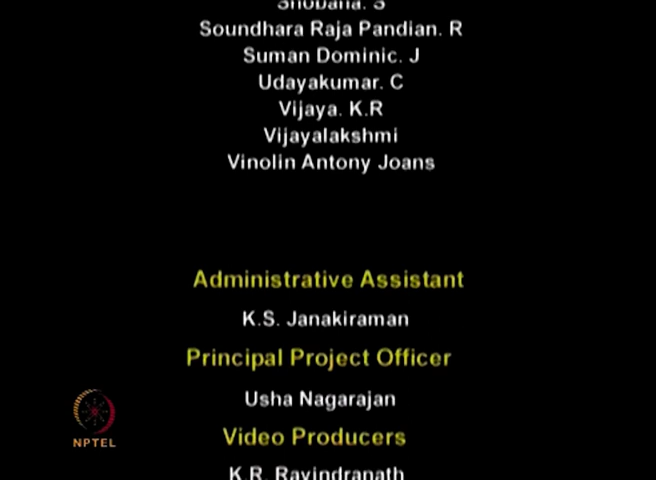 Shobana. S
Soundhara Raja Pandian. R
Suman Dominic. J
Udayakumar. C
Vijaya. K.R
Vijayalakshmi
Vinolin Antony Joans
Administrative Assistant
K.S. Janakiraman
Principal Project Officer
Usha Nagarajan
Video Producers
K.R. Ravindranath
NPTEL